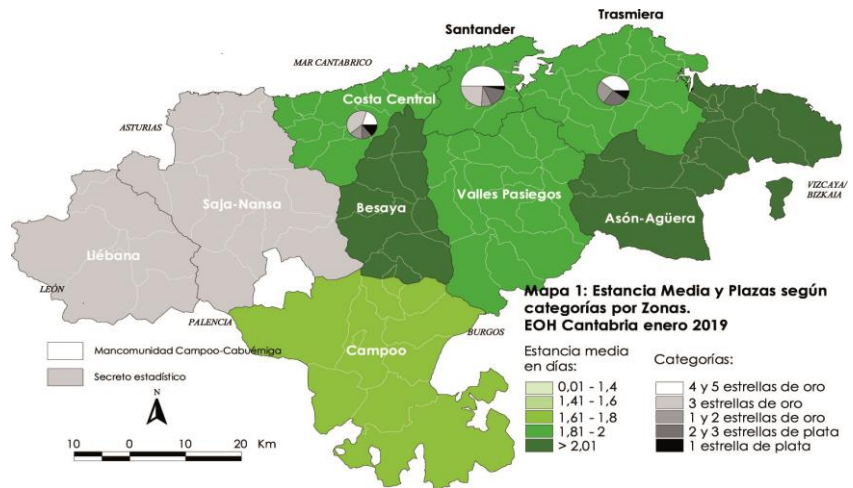 Trasmiera
Santander
MAR CANTABRICO
Costa Central
ASTURIAS
Saja-Nansa
Besaya
Valles Pasiegos
Asón-Agüera
VIZCAYA/
BIZKAIA
Liébana
LEÓN
PALENCIA
BURGOS
Campoo
Mapa 1: Estancia Media y Plazas según
categorías por Zonas.
EOH Cantabria enero 2019
Mancomunidad Campoo-Cabuérniga
Secreto estadístico
Estancia media
en días:
0,01 - 1,4
1,41 - 1,6
1,61 - 1,8
1,81 - 2
> 2,01
Categorías:
4 y 5 estrellas de oro
3 estrellas de oro
1 y 2 estrellas de oro
2 y 3 estrellas de plata
1 estrella de plata
N
10 0 10 20 Km